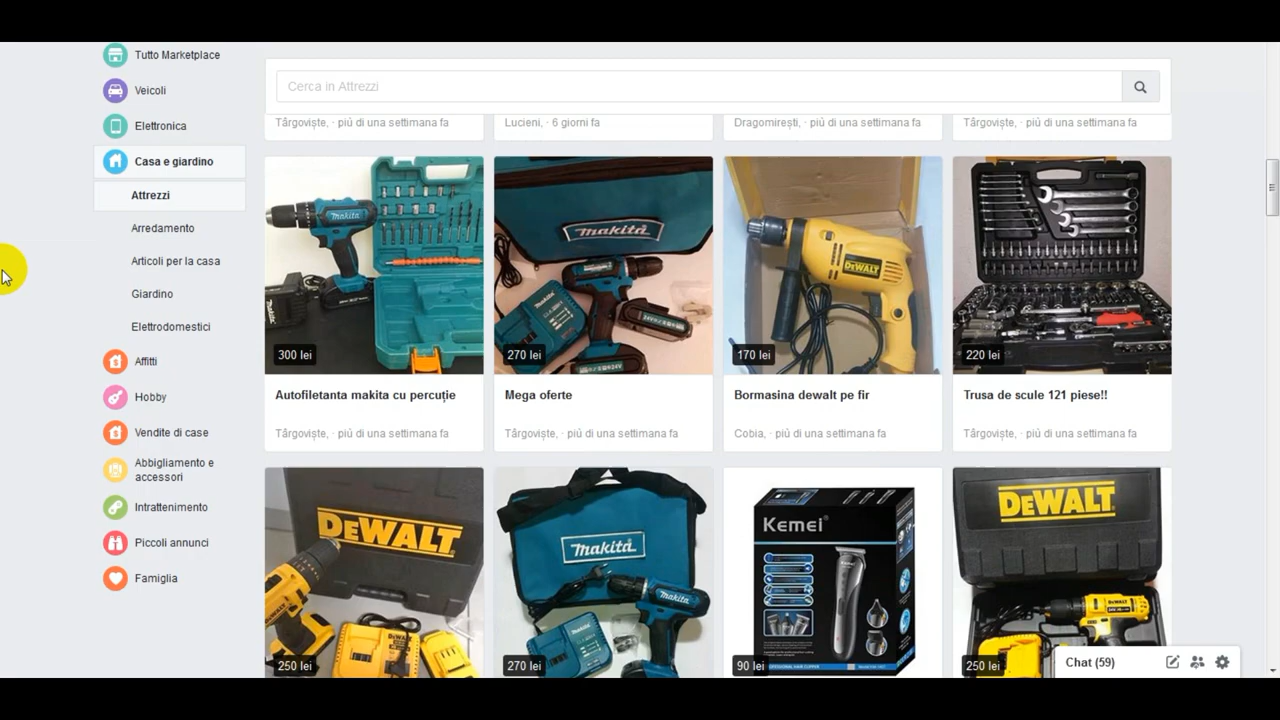 Tutto Marketplace
Veicoli
Elettronica
Casa e giardino
Attrezzi
Arredamento
Articoli per la casa
Giardino
Elettrodomestici
Affitti
Hobby
Vendite di case
Abbigliamento e
accessori
Intrattenimento
Piccoli annunci
Famiglia
Cerca in Attrezzi
Târgoviște, · più di una settimana fa
Lucieni, · 6 giorni fa
Dragomirești, · più di una settimana fa
Târgoviște, · più di una settimana fa
makita
300 lei
Autofiletanta makita cu percuție
Târgoviște, · più di una settimana fa
makita
270 lei
Mega oferte
Târgoviște, · più di una settimana fa
DEWALT
170 lei
Bormasina dewalt pe fir
Cobia, · più di una settimana fa
220 lei
Trusa de scule 121 piese!!
Târgoviște, · più di una settimana fa
DEWALT
DEWALT
250 lei
makita
makita
270 lei
Kemei
90 lei
DEWALT
250 lei
Chat (59)